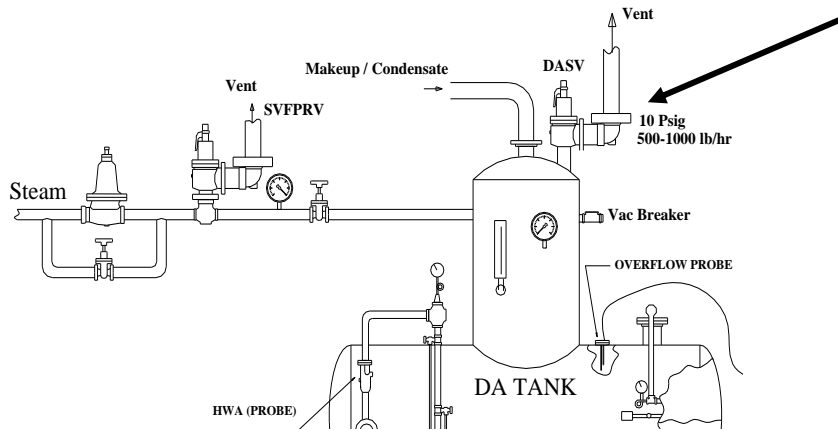 Vent
Makeup / Condensate
DASV
Vent
SVFPRV
10 Psig
500-1000 lb/hr
Steam
Vac Breaker
OVERFLOW PROBE
DA TANK
HWA (PROBE)